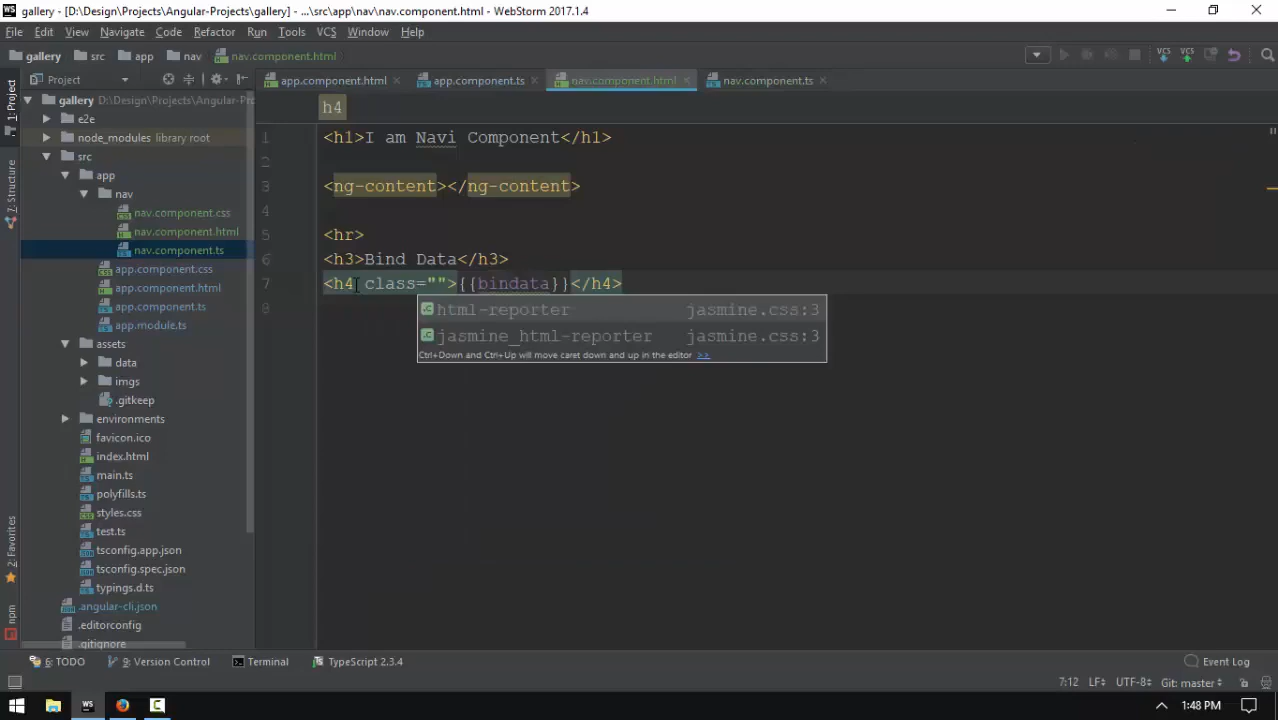 gallery - [D:\Design\Projects\Angular-Projects\gallery] - ...\src\app\nav\nav.component.html - WebStorm 2017.1.4
File Edit View Navigate Code Refactor Run Tools VCS Window Help
gallery src app nav nav.component.html
Project
app.component.html app.component.ts nav.component.html nav.component.ts
1: Project
7: Structure
2: Favorites
npm
gallery D:\Design\Projects\Angular-Pr
e2e
node_modules library root
src
app
nav
nav.component.css
nav.component.html
nav.component.ts
app.component.css
app.component.html
app.component.ts
app.module.ts
assets
data
imgs
.gitkeep
environments
favicon.ico
index.html
main.ts
polyfills.ts
styles.css
test.ts
tsconfig.app.json
tsconfig.spec.json
typings.d.ts
.angular-cli.json
.editorconfig
.gitignore
h4
1 <h1>I am Navi Component</h1>
2
3 <ng-content></ng-content>
4
5 <hr>
6 <h3>Bind Data</h3>
7 <h4 class="">{{bindata}}</h4>
8
html-reporter jasmine.css:3
jasmine_html-reporter jasmine.css:3
Ctrl+Down and Ctrl+Up will move caret down and up in the editor >>
6: TODO 9: Version Control Terminal TypeScript 2.3.4 Event Log
7:12 LF÷ UTF-8÷ Git: master÷
WS 1:48 PM